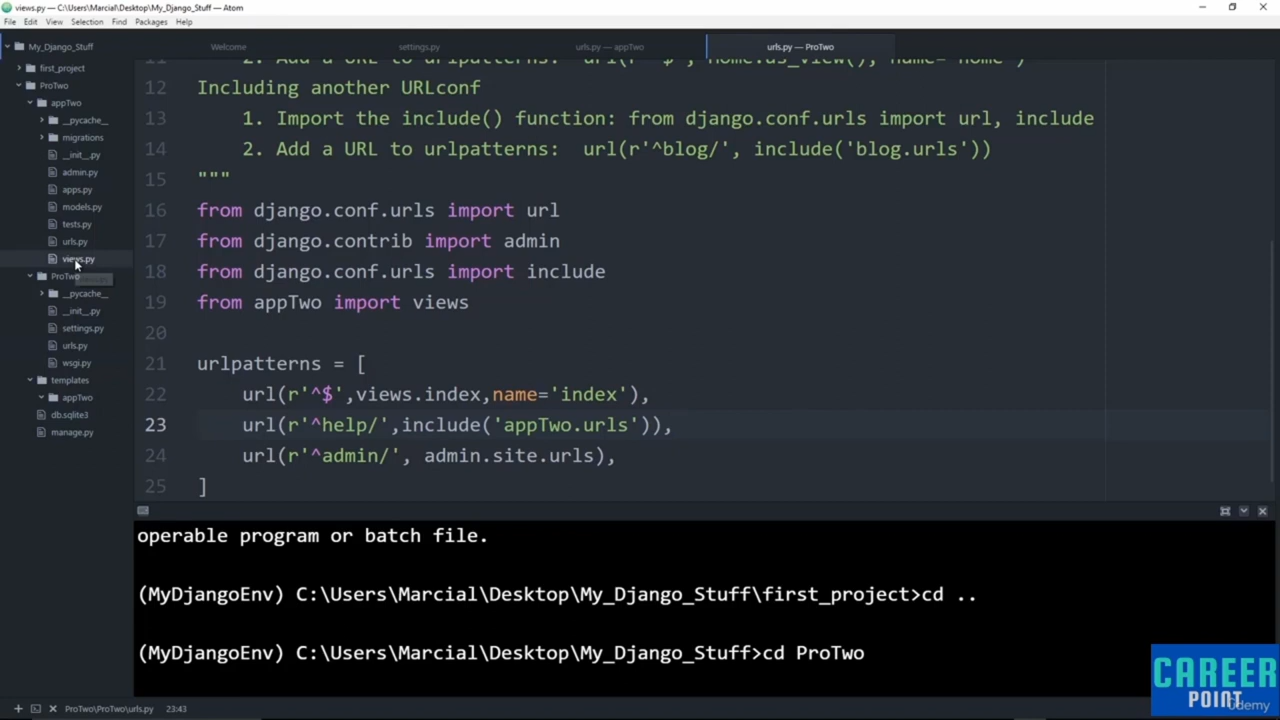 views.py — C:\Users\Marcial\Desktop\My_Django_Stuff — Atom
File Edit View Selection Find Packages Help
My_Django_Stuff
first_project
ProTwo
appTwo
__pycache__
migrations
__init__.py
admin.py
apps.py
models.py
tests.py
urls.py
views.py
ProTwo
__pycache__
__init__.py
settings.py
urls.py
wsgi.py
templates
appTwo
db.sqlite3
manage.py
Welcome settings.py urls.py — appTwo urls.py — ProTwo
12 Including another URLconf
13 1. Import the include() function: from django.conf.urls import url, include
14 2. Add a URL to urlpatterns: url(r'^blog/', include('blog.urls'))
15 """
16 from django.conf.urls import url
17 from django.contrib import admin
18 from django.conf.urls import include
19 from appTwo import views
20
21 urlpatterns = [
22 url(r'^$',views.index,name='index'),
23 url(r'^help/',include('appTwo.urls')),
24 url(r'^admin/', admin.site.urls),
25 ]
operable program or batch file.
(MyDjangoEnv) C:\Users\Marcial\Desktop\My_Django_Stuff\first_project>cd ..
(MyDjangoEnv) C:\Users\Marcial\Desktop\My_Django_Stuff>cd ProTwo
ProTwo\ProTwo\urls.py 23:43
CAREER
POINT
Udemy